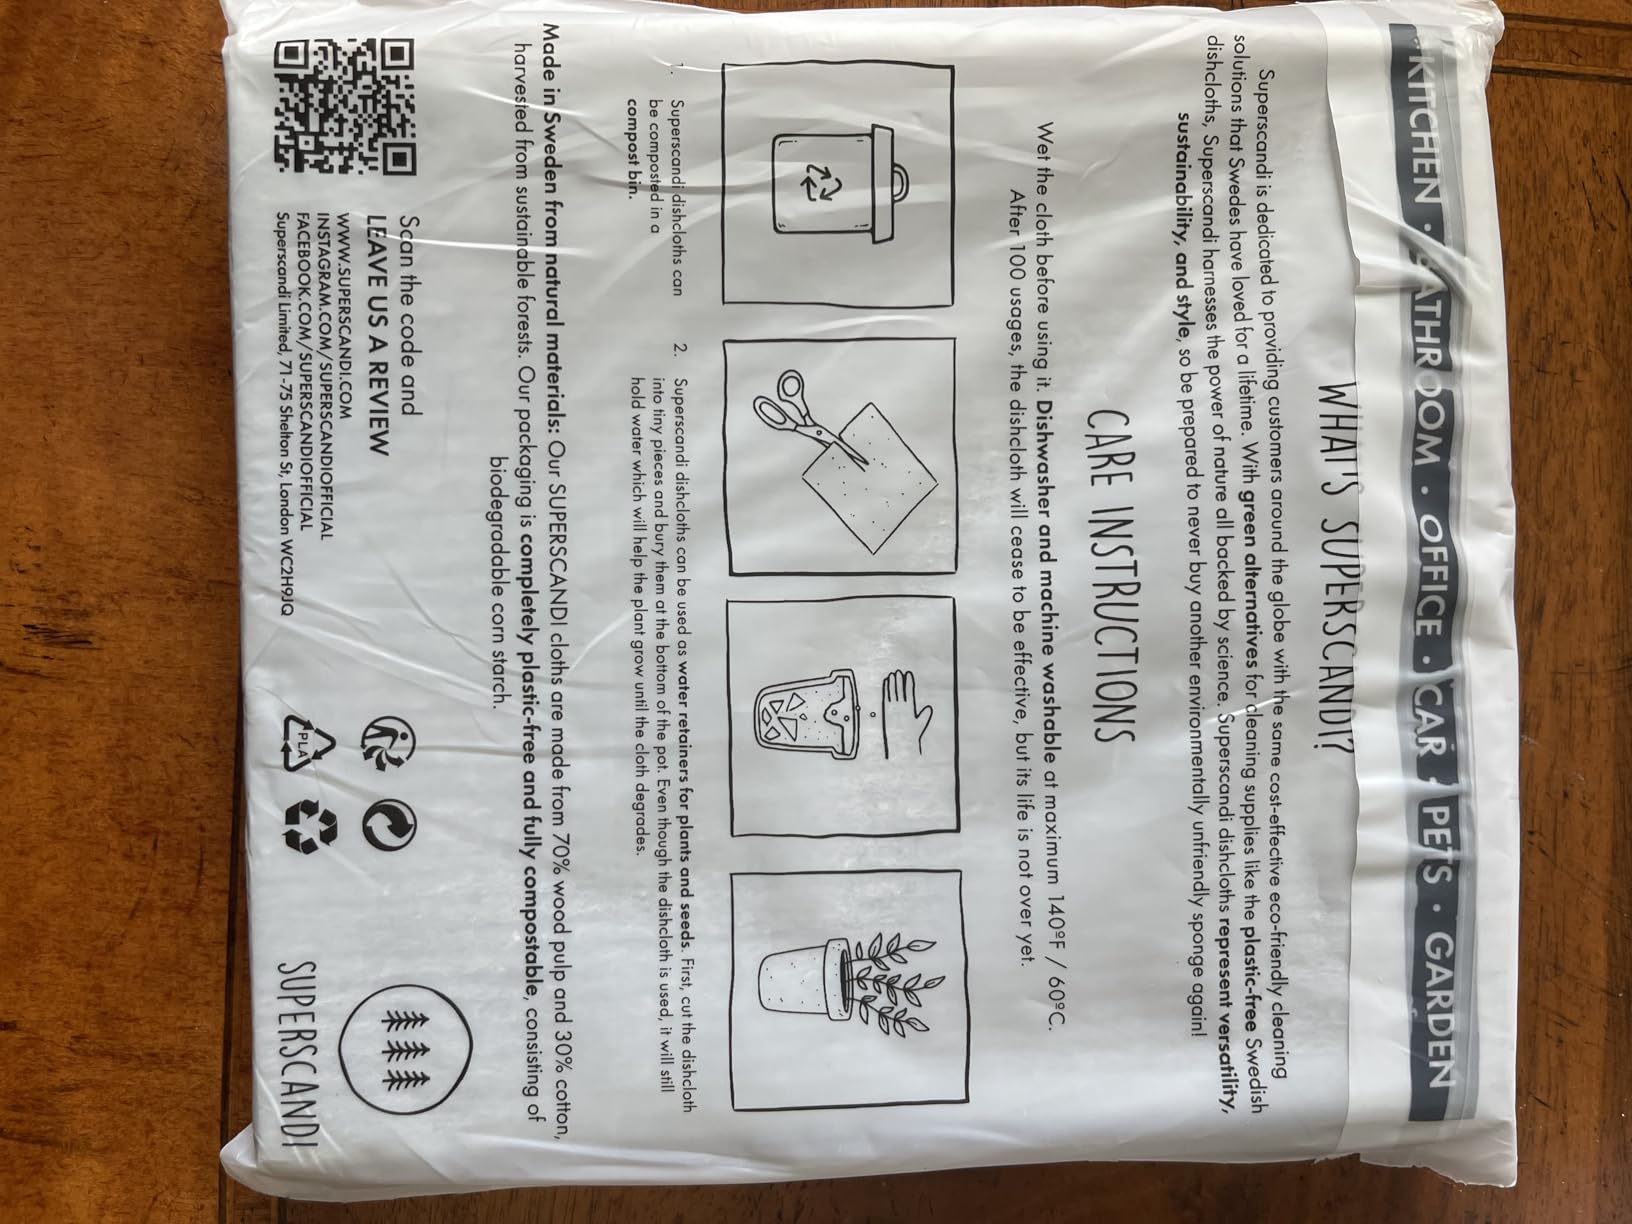 KITCHEN · BATHROOM · OFFICE · CAR · PETS · GARDEN
WHAT'S SUPERSCANDI?
Superscandi is dedicated to providing customers around the globe with the same cost-effective eco-friendly cleaning
solutions that Swedes have loved for a lifetime. With green alternatives for cleaning supplies like the plastic-free Swedish
dishcloths, Superscandi harnesses the power of nature all backed by science. Superscandi dishcloths represent versatility,
sustainability, and style, so be prepared to never buy another environmentally unfriendly sponge again!
CARE INSTRUCTIONS
Wet the cloth before using it. Dishwasher and machine washable at maximum 140ºF / 60ºC.
After 100 usages, the dishcloth will cease to be effective, but its life is not over yet.
1. Superscandi dishcloths can
be composted in a
compost bin.
2. Superscandi dishcloths can be used as water retainers for plants and seeds. First, cut the dishcloth
into tiny pieces and bury them at the bottom of the pot. Even though the dishcloth is used, it will still
hold water which will help the plant grow until the cloth degrades.
Made in Sweden from natural materials: Our SUPERSCANDI cloths are made from 70% wood pulp and 30% cotton,
harvested from sustainable forests. Our packaging is completely plastic-free and fully compostable, consisting of
biodegradable corn starch.
Scan the code and
LEAVE US A REVIEW
WWW.SUPERSCANDI.COM
INSTAGRAM.COM/SUPERSCANDIOFFICIAL
FACEBOOK.COM/SUPERSCANDIOFFICIAL
Superscandi Limited, 71-75 Shelton St, London WC2H9JQ
PLA
SUPERSCANDI